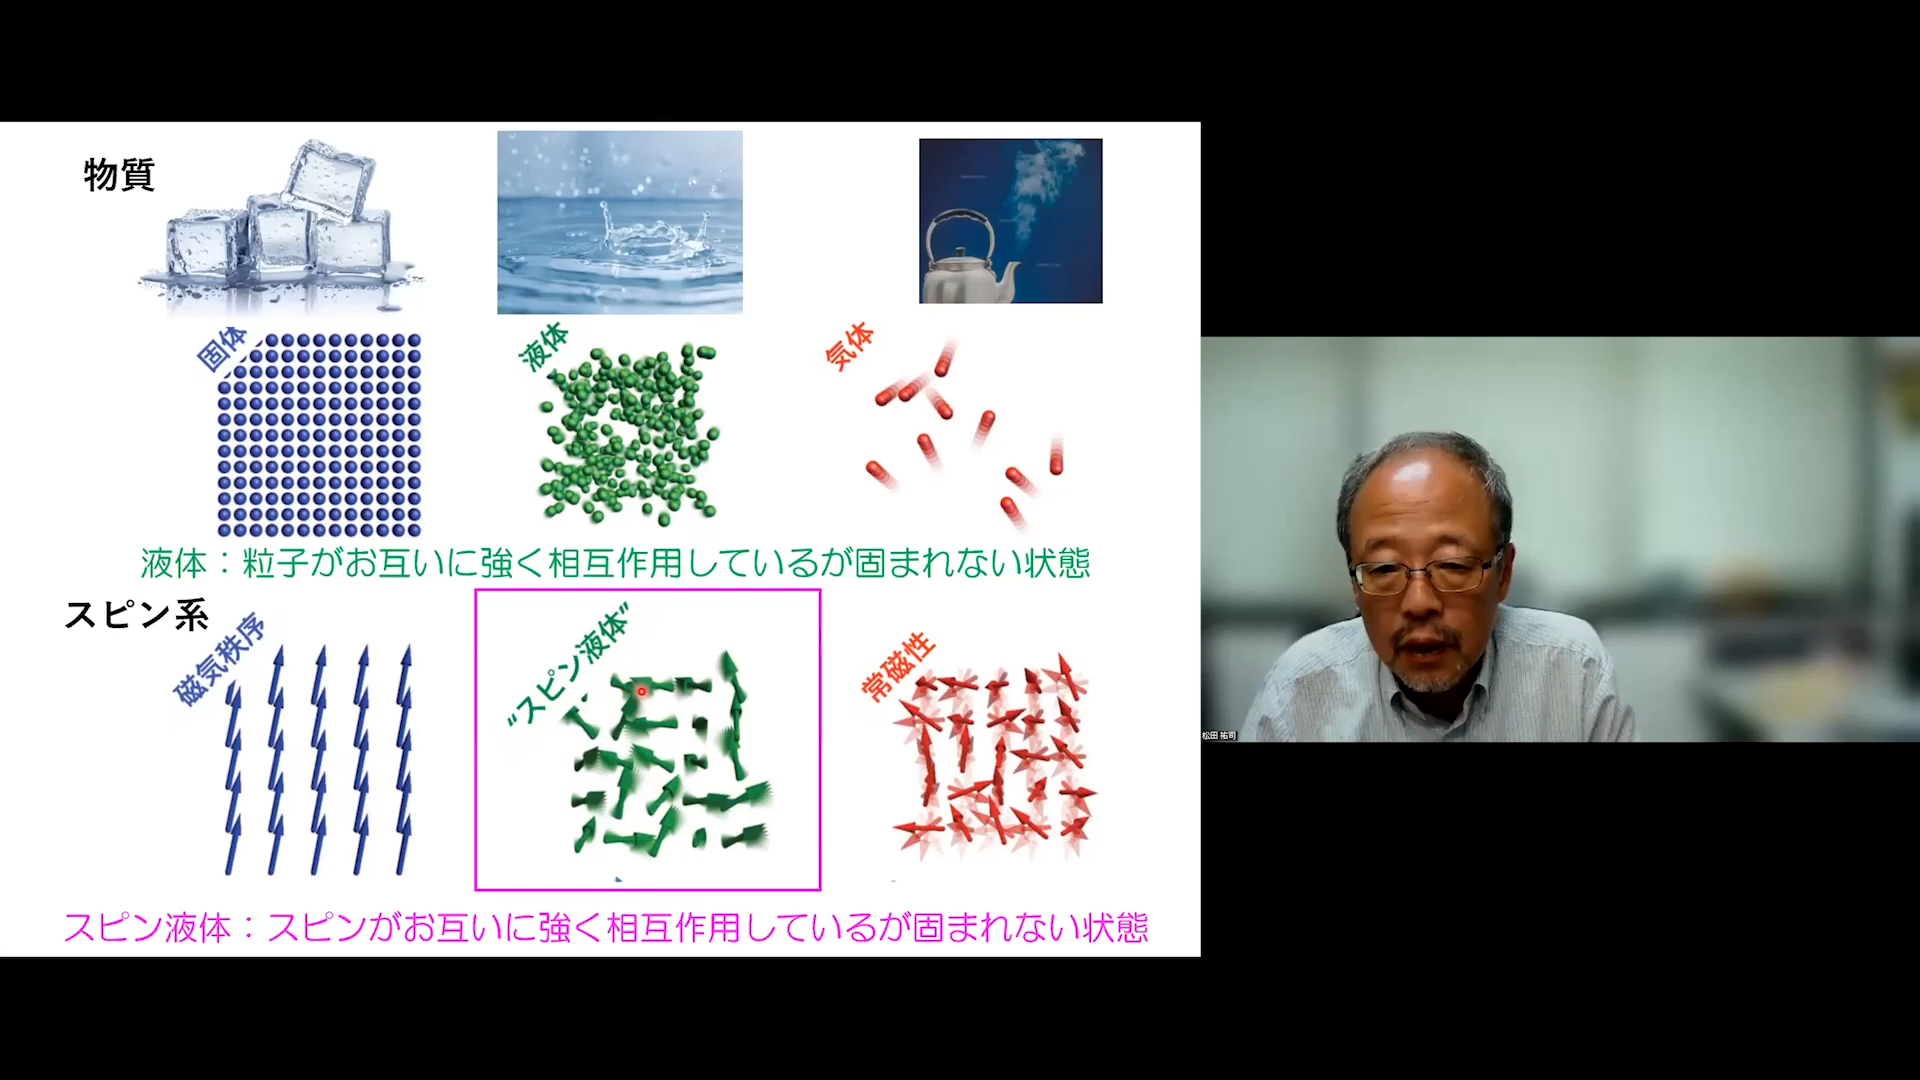 物質
固体
液体
気体
液体：粒子がお互いに強く相互作用しているが固まれない状態
スピン系
磁気秩序
"スピン液体"
常磁性
スピン液体：スピンがお互いに強く相互作用しているが固まれない状態
松田 祐司